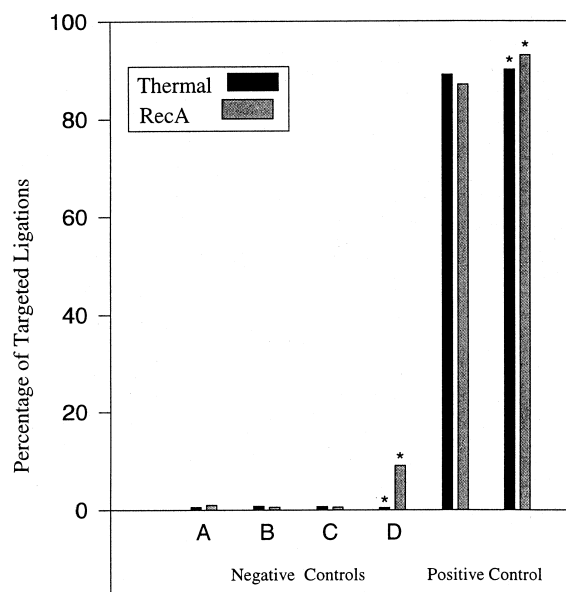 100
80
60
40
20
0
Percentage of Targeted Ligations
Thermal
RecA
* *
* *
A B C D
Negative Controls Positive Control